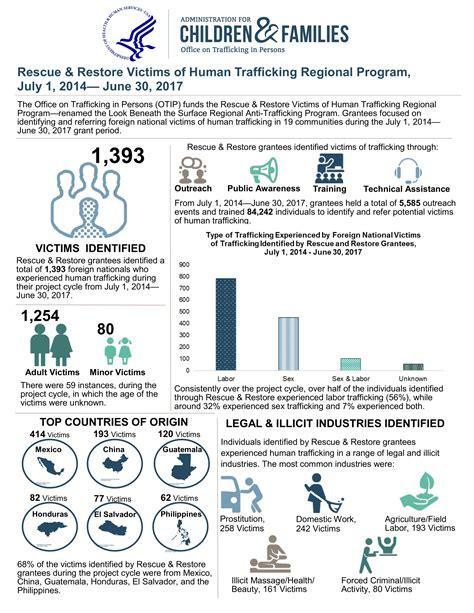 DEPARTMENT OF HEALTH & HUMAN SERVICES · USA
ADMINISTRATION FOR
CHILDREN & FAMILIES
Office on Trafficking in Persons
Rescue & Restore Victims of Human Trafficking Regional Program,
July 1, 2014— June 30, 2017
The Office on Trafficking in Persons (OTIP) funds the Rescue & Restore Victims of Human Trafficking Regional
Program—renamed the Look Beneath the Surface Regional Anti-Trafficking Program. Grantees focused on
identifying and referring foreign national victims of human trafficking in 19 communities during the July 1, 2014—
June 30, 2017 grant period.
1,393
VICTIMS IDENTIFIED
Rescue & Restore grantees identified a
total of 1,393 foreign nationals who
experienced human trafficking during
their project cycle from July 1, 2014—
June 30, 2017.
1,254
80
Adult Victims
Minor Victims
There were 59 instances, during the
project cycle, in which the age of the
victims were unknown.
Rescue & Restore grantees identified victims of trafficking through:
Outreach
Public Awareness
Training
Technical Assistance
From July 1, 2014—June 30, 2017, grantees held a total of 5,585 outreach
events and trained 84,242 individuals to identify and refer potential victims
of human trafficking.
Type of Trafficking Experienced by Foreign National Victims
of Trafficking Identified by Rescue and Restore Grantees,
July 1, 2014 - June 30, 2017
900
800
700
600
500
400
300
200
100
0
Labor
Sex
Sex & Labor
Unknown
Consistently over the project cycle, over half of the individuals identified
through Rescue & Restore experienced labor trafficking (56%), while
around 32% experienced sex trafficking and 7% experienced both.
TOP COUNTRIES OF ORIGIN
414 Victims
193 Victims
120 Victims
Mexico
China
Guatemala
82 Victims
77 Victims
62 Victims
Honduras
El Salvador
Philippines
68% of the victims identified by Rescue & Restore
grantees during the project cycle were from Mexico,
China, Guatemala, Honduras, El Salvador, and the
Philippines.
LEGAL & ILLICIT INDUSTRIES IDENTIFIED
Individuals identified by Rescue & Restore grantees
experienced human trafficking in a range of legal and illicit
industries. The most common industries were:
Prostitution,
258 Victims
Domestic Work,
242 Victims
Agriculture/Field
Labor, 193 Victims
Illicit Massage/Health/
Beauty, 161 Victims
Forced Criminal/Illicit
Activity, 80 Victims